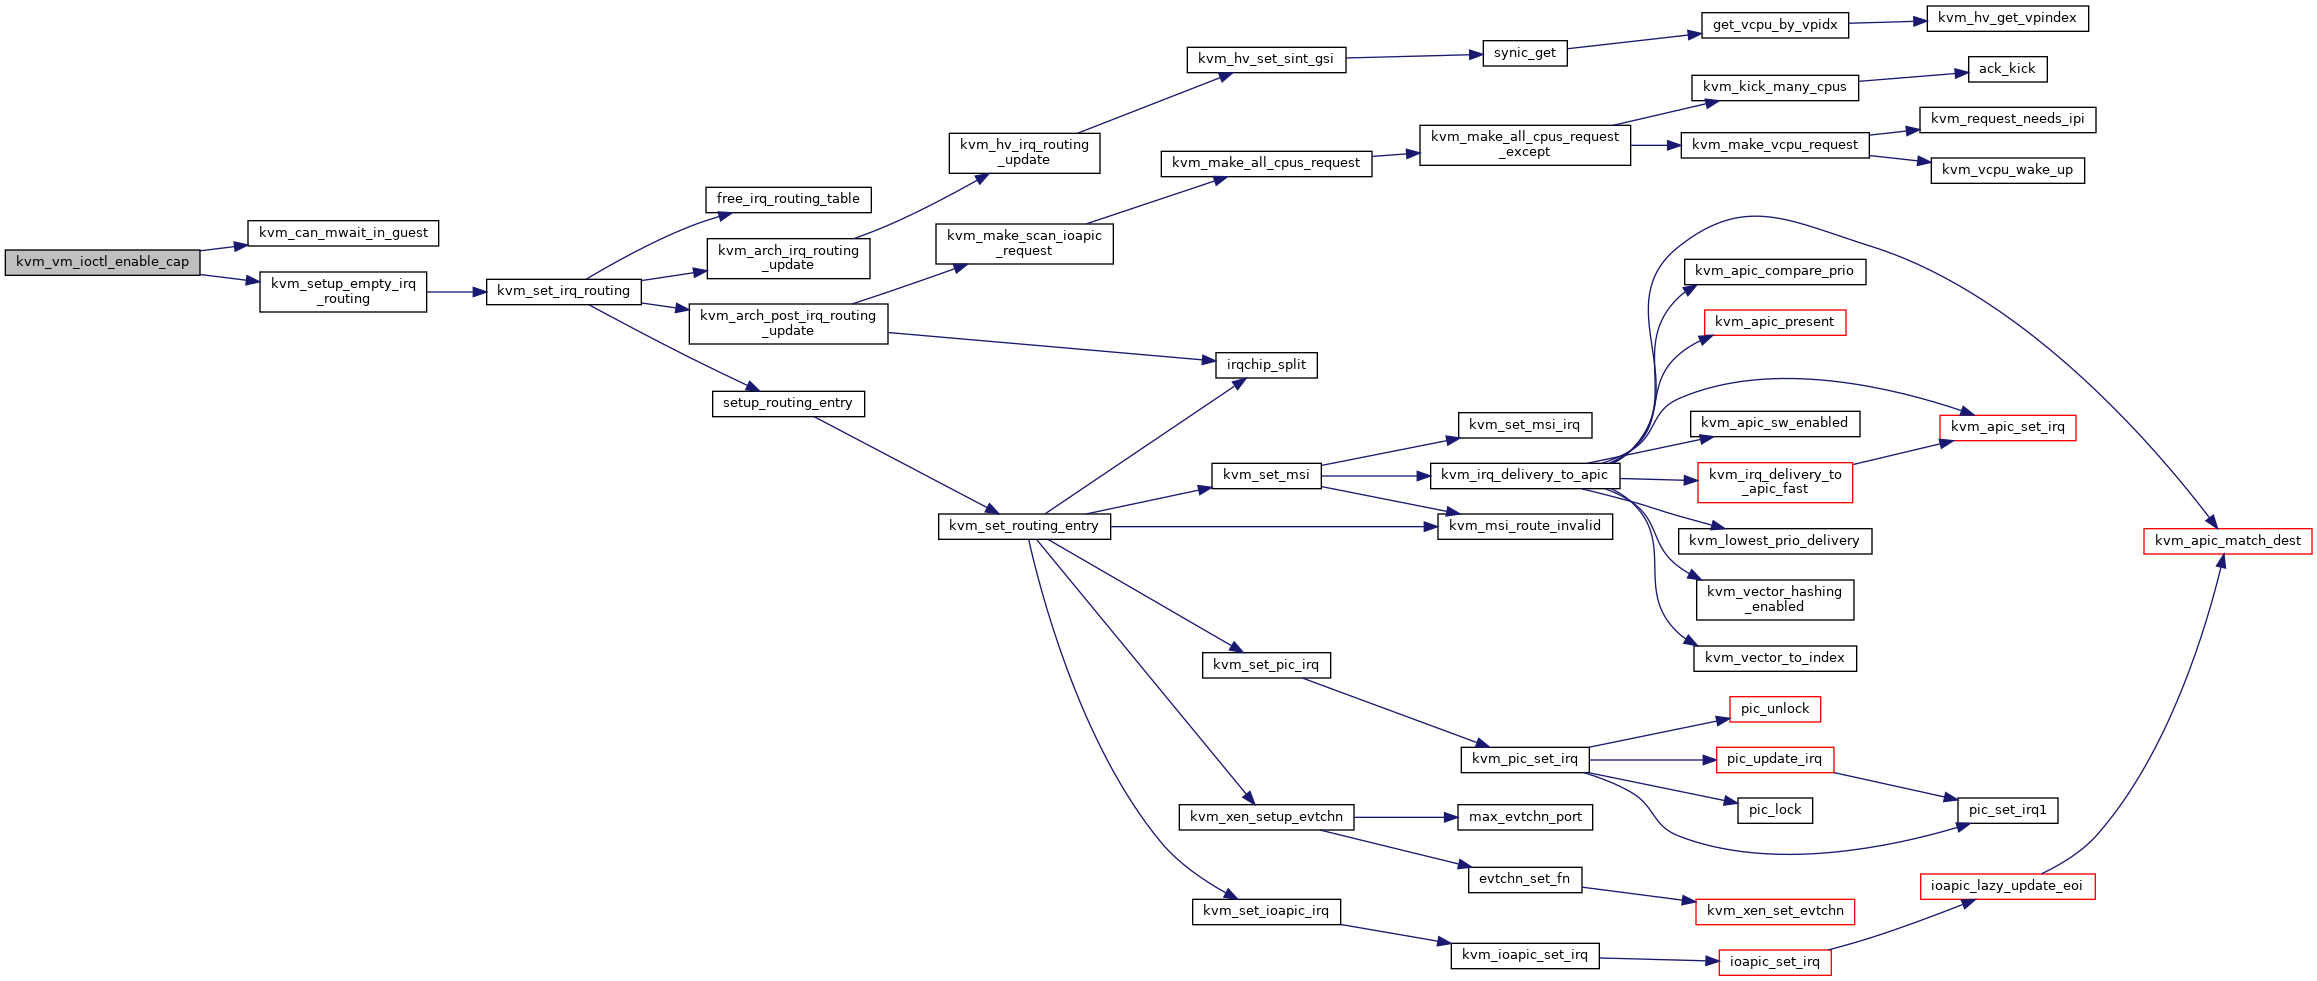 kvm_vm_ioctl_enable_cap
kvm_can_mwait_in_guest
kvm_setup_empty_irq
_routing
kvm_set_irq_routing
free_irq_routing_table
kvm_arch_irq_routing
_update
kvm_arch_post_irq_routing
_update
setup_routing_entry
kvm_hv_irq_routing
_update
kvm_make_scan_ioapic
_request
kvm_set_routing_entry
kvm_hv_set_sint_gsi
kvm_make_all_cpus_request
irqchip_split
kvm_set_msi
kvm_set_pic_irq
kvm_xen_setup_evtchn
kvm_set_ioapic_irq
synic_get
kvm_make_all_cpus_request
_except
kvm_set_msi_irq
kvm_irq_delivery_to_apic
kvm_msi_route_invalid
kvm_pic_set_irq
max_evtchn_port
evtchn_set_fn
kvm_ioapic_set_irq
get_vcpu_by_vpidx
kvm_kick_many_cpus
kvm_make_vcpu_request
kvm_apic_compare_prio
kvm_apic_present
kvm_apic_sw_enabled
kvm_irq_delivery_to
_apic_fast
kvm_lowest_prio_delivery
kvm_vector_hashing
_enabled
kvm_vector_to_index
pic_unlock
pic_update_irq
pic_lock
kvm_xen_set_evtchn
ioapic_set_irq
kvm_hv_get_vpindex
ack_kick
kvm_request_needs_ipi
kvm_vcpu_wake_up
kvm_apic_set_irq
pic_set_irq1
ioapic_lazy_update_eoi
kvm_apic_match_dest